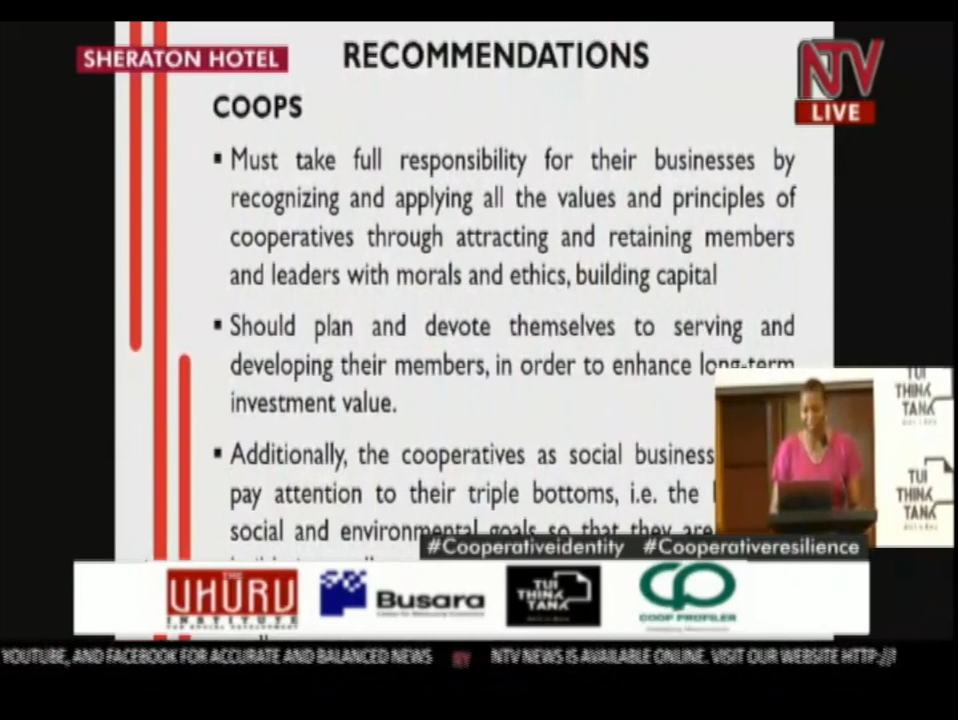 SHERATON HOTEL
RECOMMENDATIONS
NTV
LIVE
COOPS
▪ Must take full responsibility for their businesses by
recognizing and applying all the values and principles of
cooperatives through attracting and retaining members
and leaders with morals and ethics, building capital
▪ Should plan and devote themselves to serving and
developing their members, in order to enhance long-term
investment value.
▪ Additionally, the cooperatives as social business
pay attention to their triple bottoms, i.e. the
social and environmental goals so that they are
TUI
THINK
TANK
TUI
THINK
TANK
#Cooperativeidentity #Cooperativeresilience
THE
UHURU
INSTITUTE
FOR SOCIAL DEVELOPMENT
Busara
TUI
THINK
TANK
CP
COOP PROFILER
YOUTUBE, AND FACEBOOK FOR ACCURATE AND BALANCED NEWS NTV NEWS IS AVAILABLE ONLINE. VISIT OUR WEBSITE HTTP://